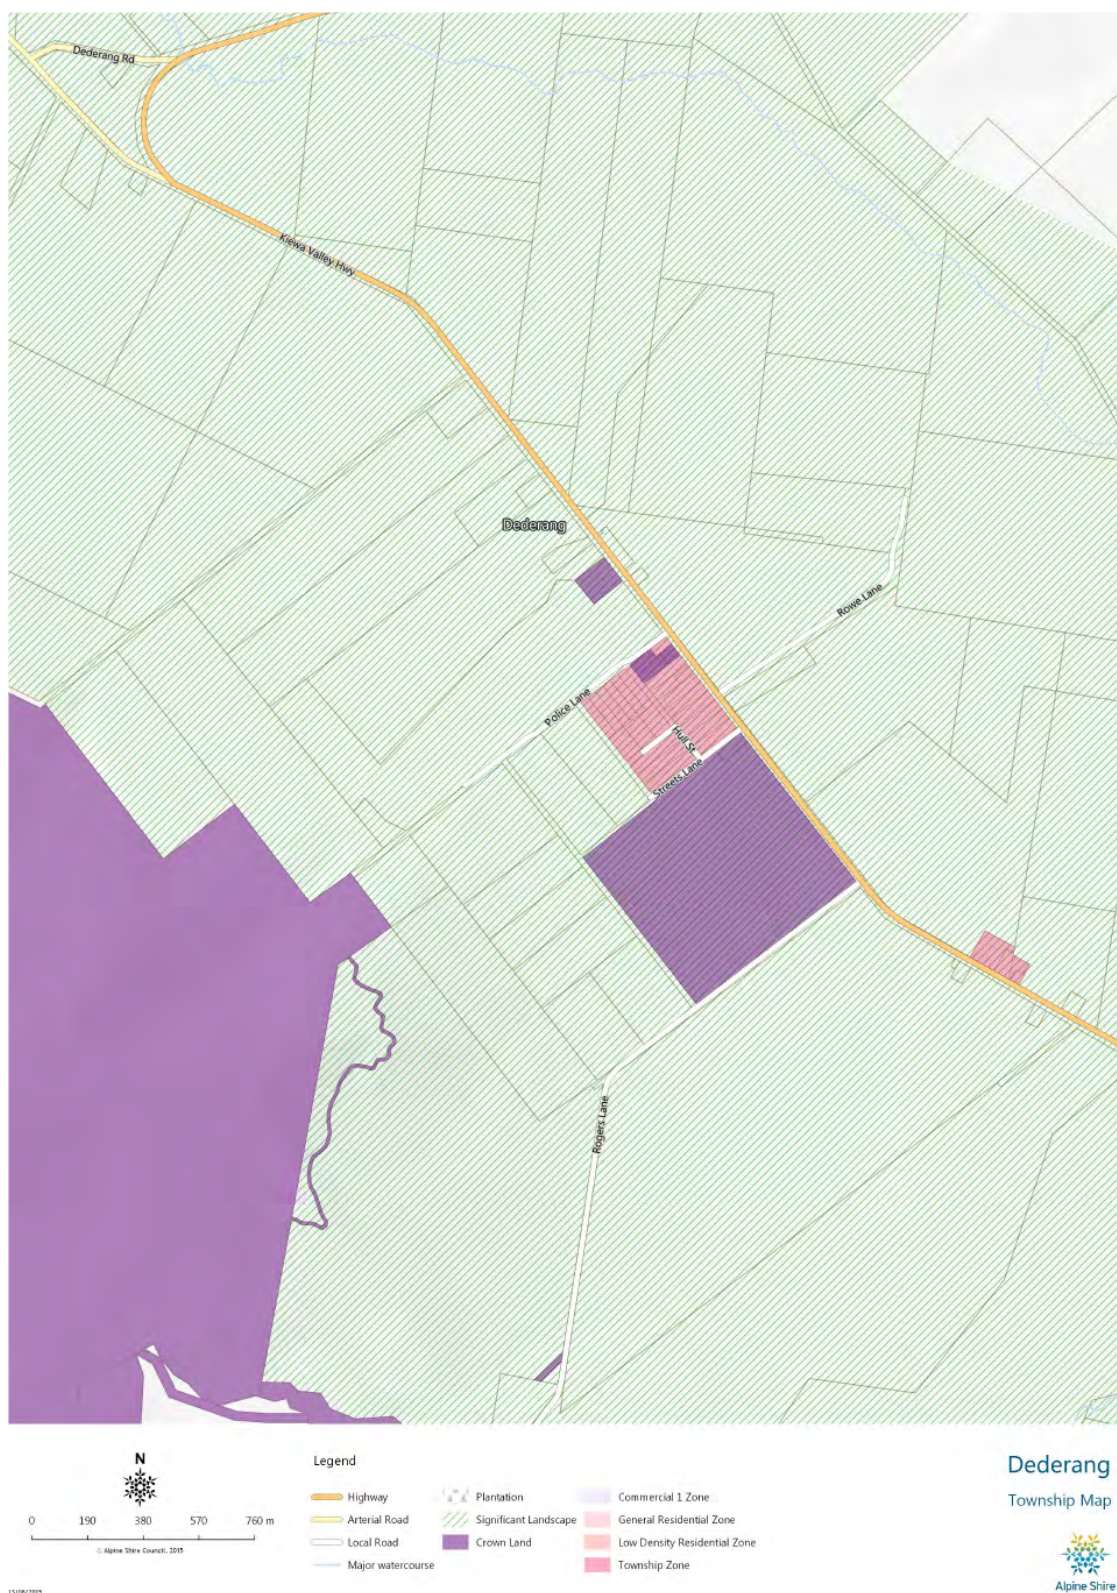 Dederang Rd
Kiewa Valley Hwy
Dederang
Rowe Lane
Police Lane
Hull St
Streets Lane
Rogers Lane
N
0 190 380 570 760 m
© Alpine Shire Council, 2015
Legend
Highway
Arterial Road
Local Road
Major watercourse
Plantation
Significant Landscape
Crown Land
Commercial 1 Zone
General Residential Zone
Low Density Residential Zone
Township Zone
Dederang
Township Map
Alpine Shire